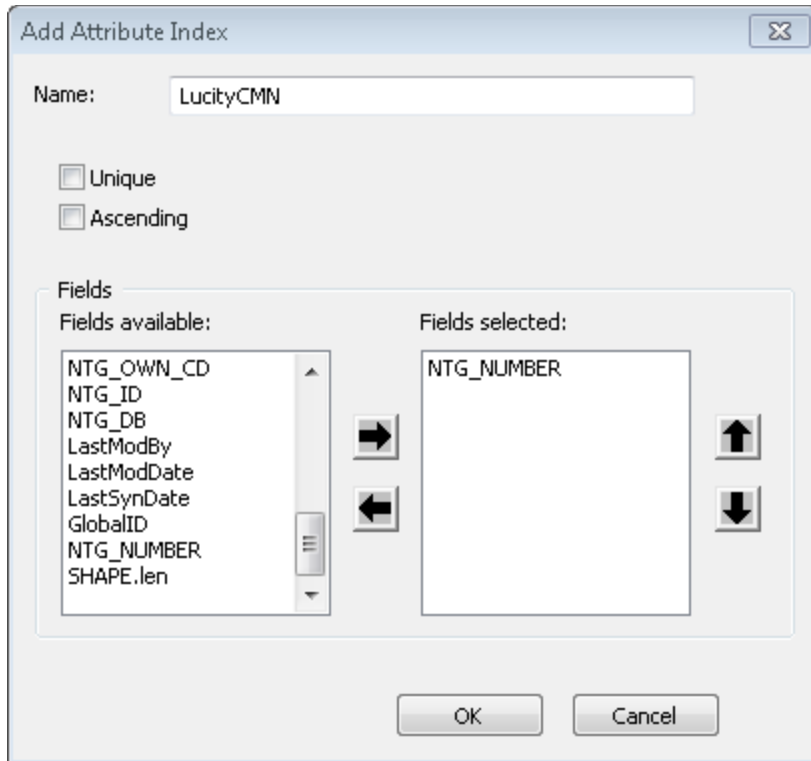 Add Attribute Index
Name: LucityCMN
Unique
Ascending
Fields
Fields available:
NTG_OWN_CD
NTG_ID
NTG_DB
LastModBy
LastModDate
LastSynDate
GlobalID
NTG_NUMBER
SHAPE.len
Fields selected:
NTG_NUMBER
OK
Cancel